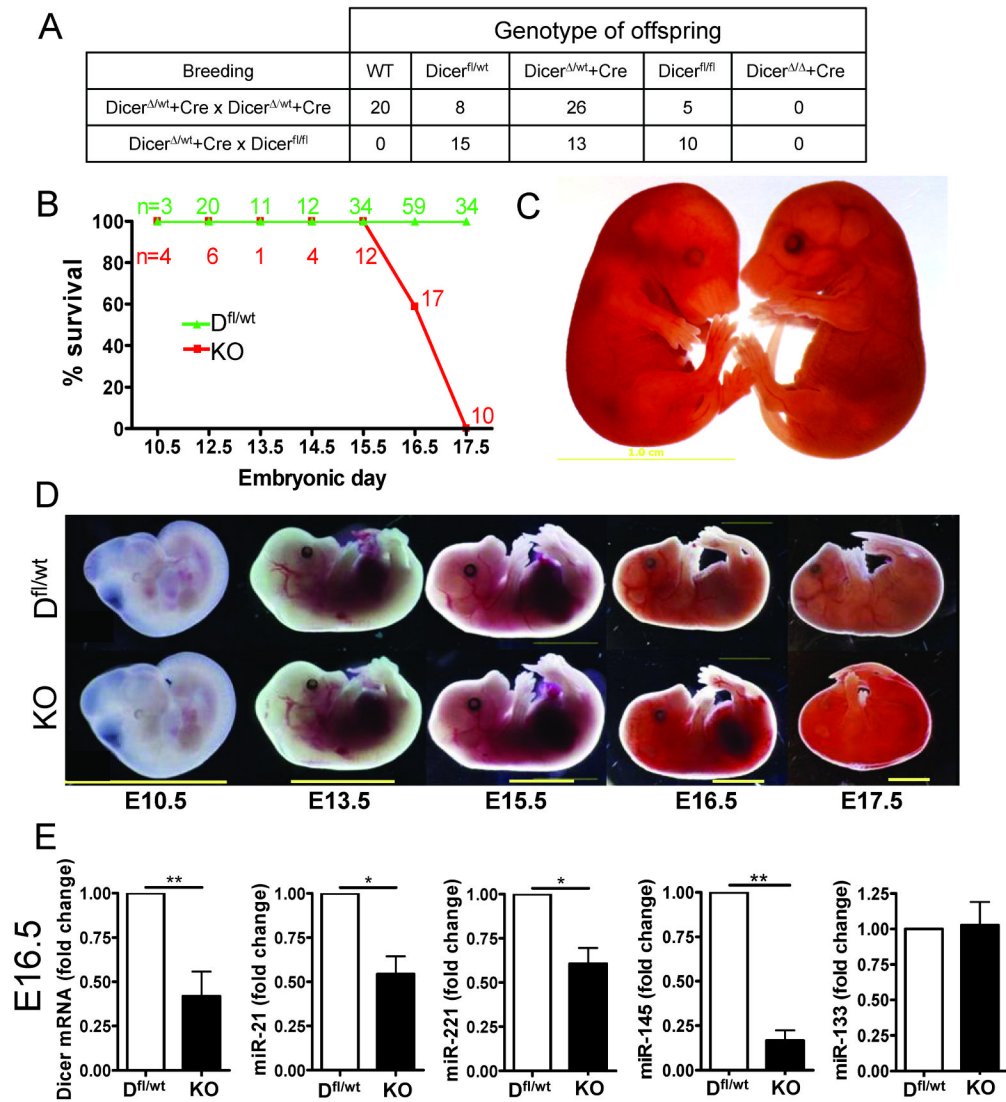 A
Genotype of offspring
Breeding WT Dicer^fl/wt Dicer^Δ/wt+Cre Dicer^fl/fl Dicer^Δ/Δ+Cre
Dicer^Δ/wt+Cre x Dicer^Δ/wt+Cre 20 8 26 5 0
Dicer^Δ/wt+Cre x Dicer^fl/fl 0 15 13 10 0
B
n=3 20 11 12 34 59 34
n=4 6 1 4 12 17 10
% survival
100
80
60
40
20
0
D^fl/wt
KO
10.5 12.5 13.5 14.5 15.5 16.5 17.5
Embryonic day
C
1.0 cm
D
D^fl/wt
KO
E10.5 E13.5 E15.5 E16.5 E17.5
E
E16.5
Dicer mRNA (fold change)
1.00
0.75
0.50
0.25
0.00
**
D^fl/wt KO
miR-21 (fold change)
1.00
0.75
0.50
0.25
0.00
*
D^fl/wt KO
miR-221 (fold change)
1.00
0.75
0.50
0.25
0.00
*
D^fl/wt KO
miR-145 (fold change)
1.00
0.75
0.50
0.25
0.00
**
D^fl/wt KO
miR-133 (fold change)
1.25
1.00
0.75
0.50
0.25
0.00
D^fl/wt KO